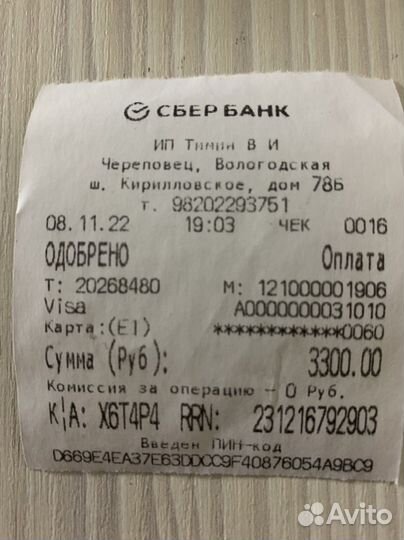 СБЕР БАНК
ИП Тимин В И
Череповец, Вологодская
ш. Кирилловское, дом 78Б
т. 98202293751
08.11.22 19:03 ЧЕК 0016
ОДОБРЕНО Оплата
Т: 20268480 М: 121000001906
Visa A0000000031010
Карта:(E1) ************0060
Сумма (Руб): 3300.00
Комиссия за операцию - 0 Руб.
К|А: X6T4P4 RRN: 231216792903
Введен ПИН-код
D669E4EA37E63DDCC9F40876054A9BC9
Avito